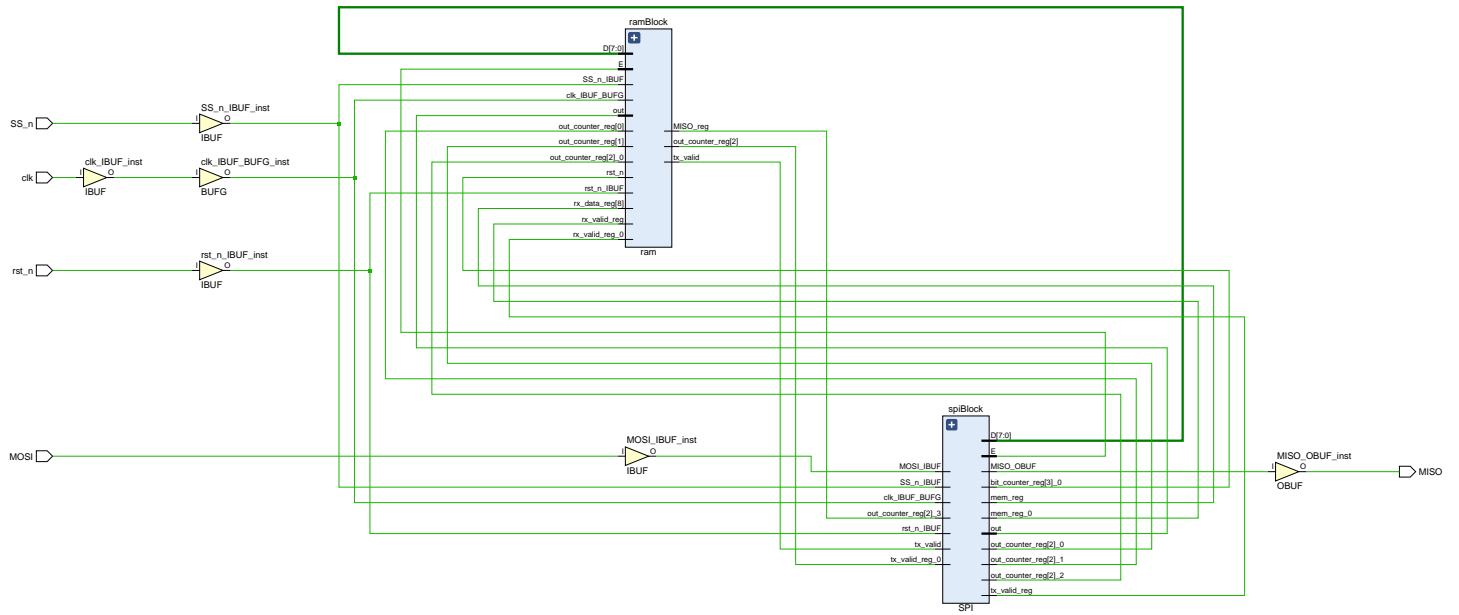 ramBlock
D[7:0]
E
SS_n_IBUF
clk_IBUF_BUFG
out
out_counter_reg[0]
out_counter_reg[1]
out_counter_reg[2]_0
rst_n
rst_n_IBUF
rx_data_reg[8]
rx_valid_reg
rx_valid_reg_0
MISO_reg
out_counter_reg[2]
tx_valid
ram
SS_n
SS_n_IBUF_inst
I
O
IBUF
clk
clk_IBUF_inst
I
O
IBUF
clk_IBUF_BUFG_inst
I
O
BUFG
rst_n
rst_n_IBUF_inst
I
O
IBUF
MOSI
MOSI_IBUF_inst
I
O
IBUF
spiBlock
MOSI_IBUF
SS_n_IBUF
clk_IBUF_BUFG
out_counter_reg[2]_3
rst_n_IBUF
tx_valid
tx_valid_reg_0
D[7:0]
E
MISO_OBUF
bit_counter_reg[3]_0
mem_reg
mem_reg_0
out
out_counter_reg[2]_0
out_counter_reg[2]_1
out_counter_reg[2]_2
tx_valid_reg
SPI
MISO_OBUF_inst
I
O
OBUF
MISO